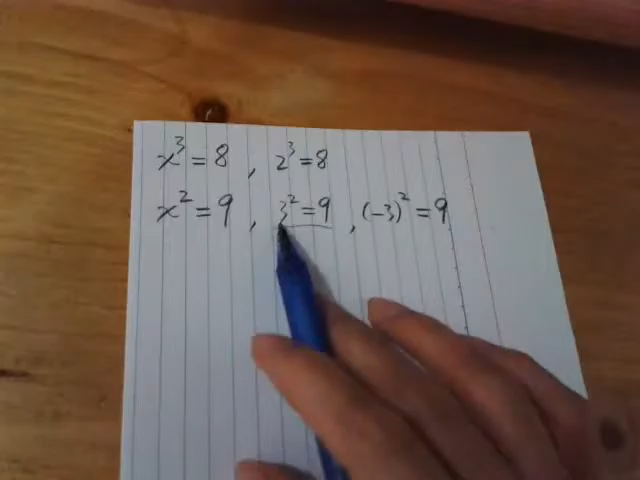 x³ = 8 , 2³ = 8
x² = 9 , 3² = 9 , (-3)² = 9